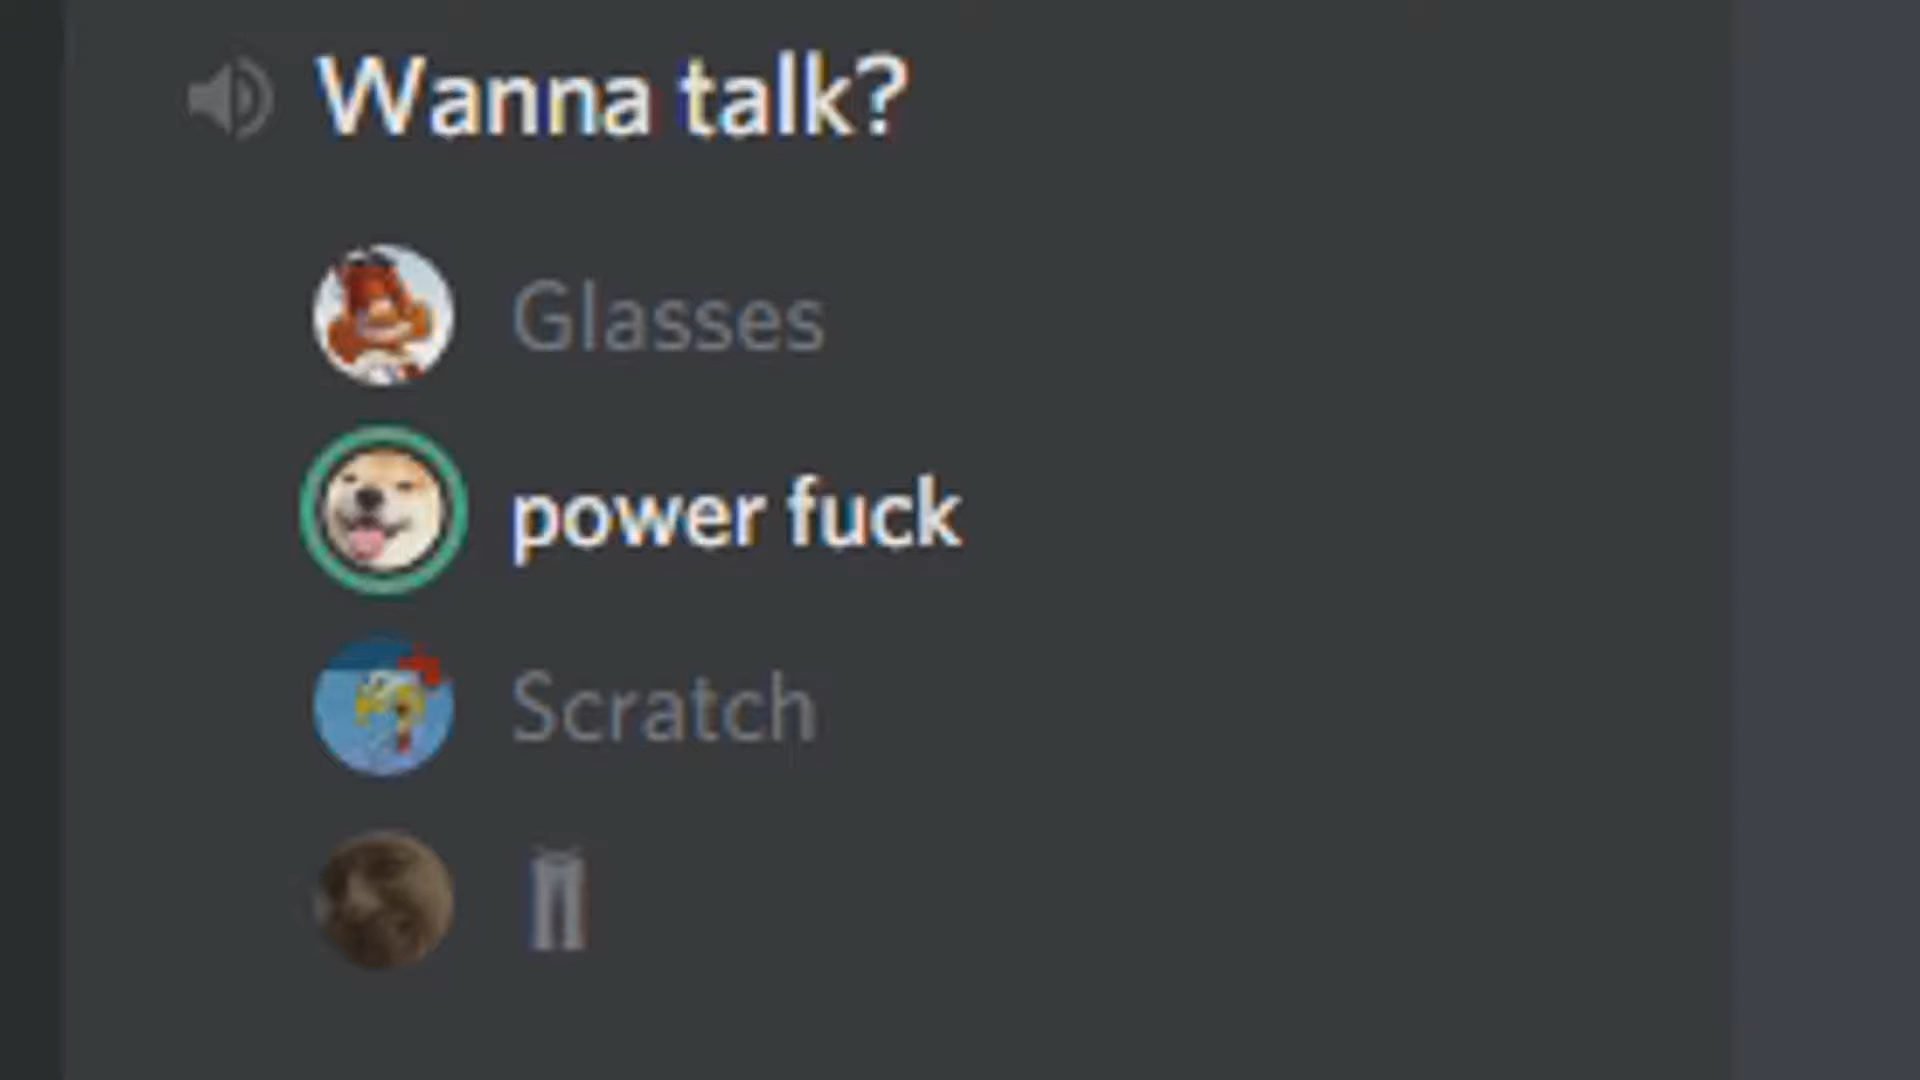 Wanna talk?
Glasses
power fuck
Scratch
👖